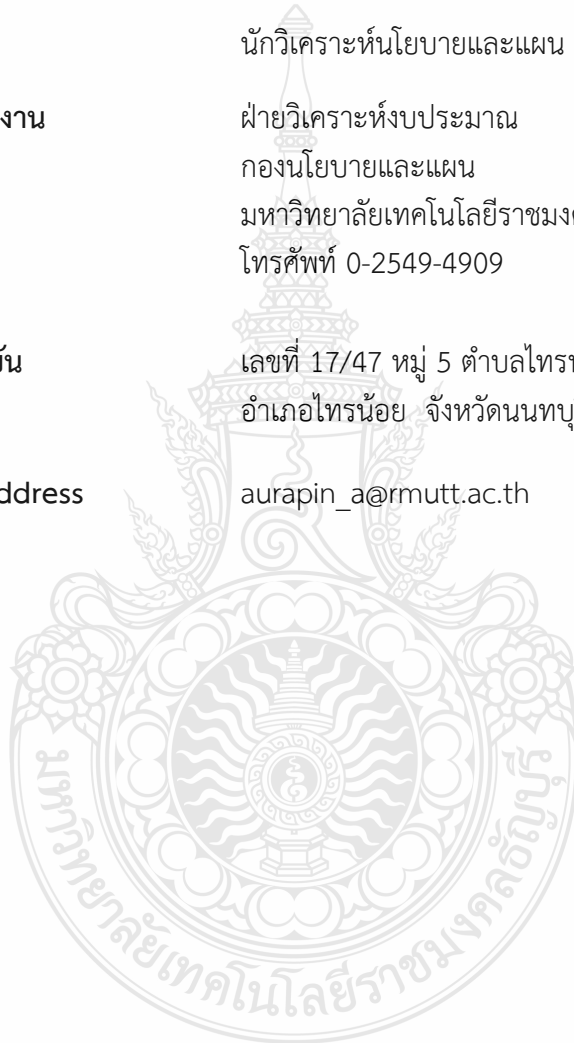 นักวิเคราะห์นโยบายและแผน
งาน ฝ่ายวิเคราะห์งบประมาณ
กองนโยบายและแผน
มหาวิทยาลัยเทคโนโลยีราชมง
โทรศัพท์ 0-2549-4909
เลขที่ 17/47 หมู่ 5 ตำบลไทร
อำเภอไทรน้อย จังหวัดนนทบุ
ddress aurapin_a@rmutt.ac.th
มหาวิทยาลัยเทคโนโลยีราชมงคลธัญบุรี